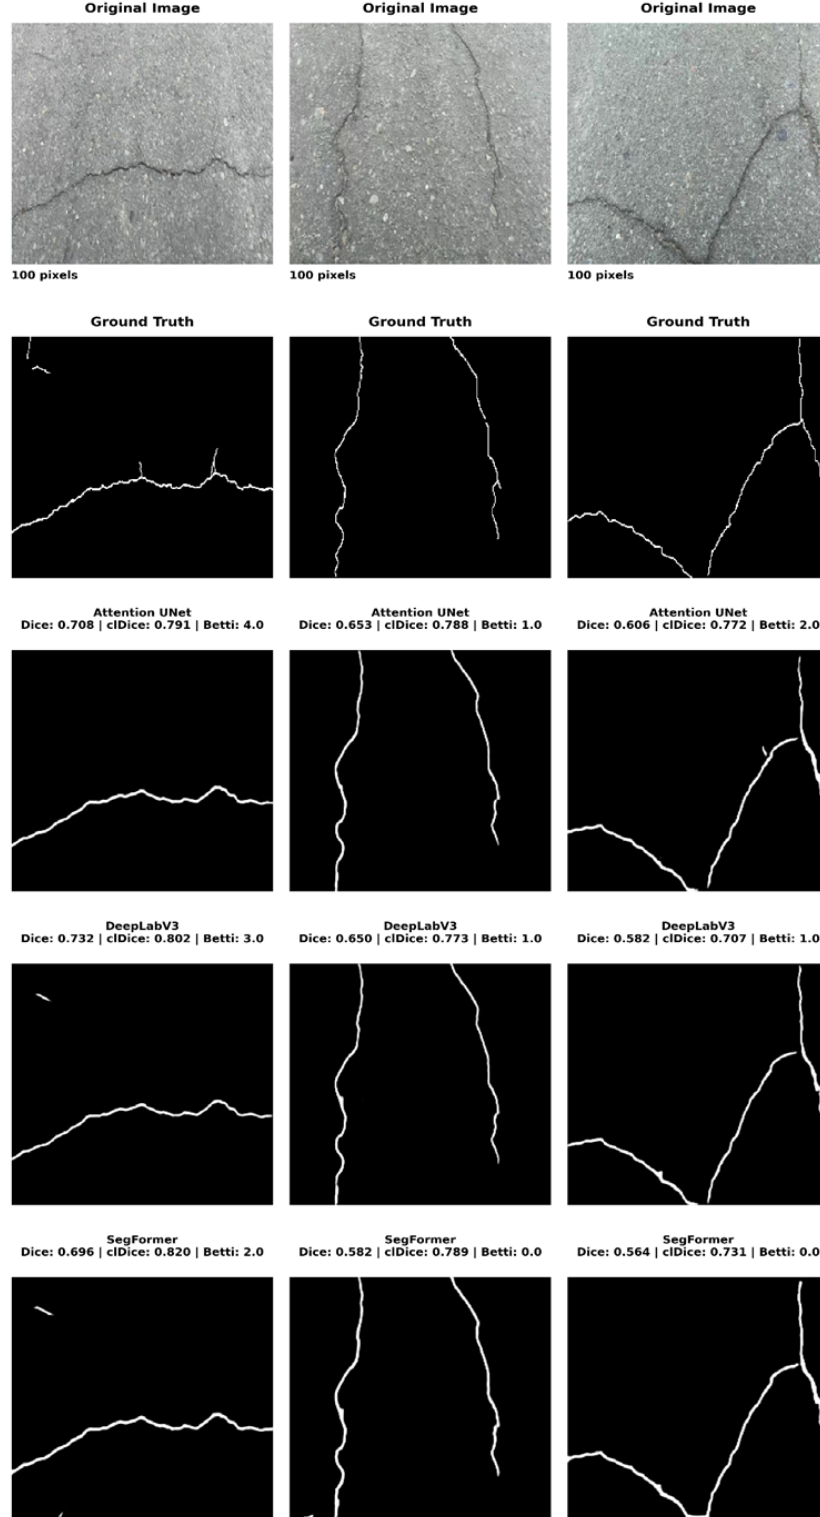 Original Image Original Image Original Image
100 pixels 100 pixels 100 pixels
Ground Truth Ground Truth Ground Truth
Attention UNet Attention UNet Attention UNet
Dice: 0.708 | clDice: 0.791 | Betti: 4.0 Dice: 0.653 | clDice: 0.788 | Betti: 1.0 Dice: 0.606 | clDice: 0.772 | Betti: 2.0
DeepLabV3 DeepLabV3 DeepLabV3
Dice: 0.732 | clDice: 0.802 | Betti: 3.0 Dice: 0.650 | clDice: 0.773 | Betti: 1.0 Dice: 0.582 | clDice: 0.707 | Betti: 1.0
SegFormer SegFormer SegFormer
Dice: 0.696 | clDice: 0.820 | Betti: 2.0 Dice: 0.582 | clDice: 0.789 | Betti: 0.0 Dice: 0.564 | clDice: 0.731 | Betti: 0.0